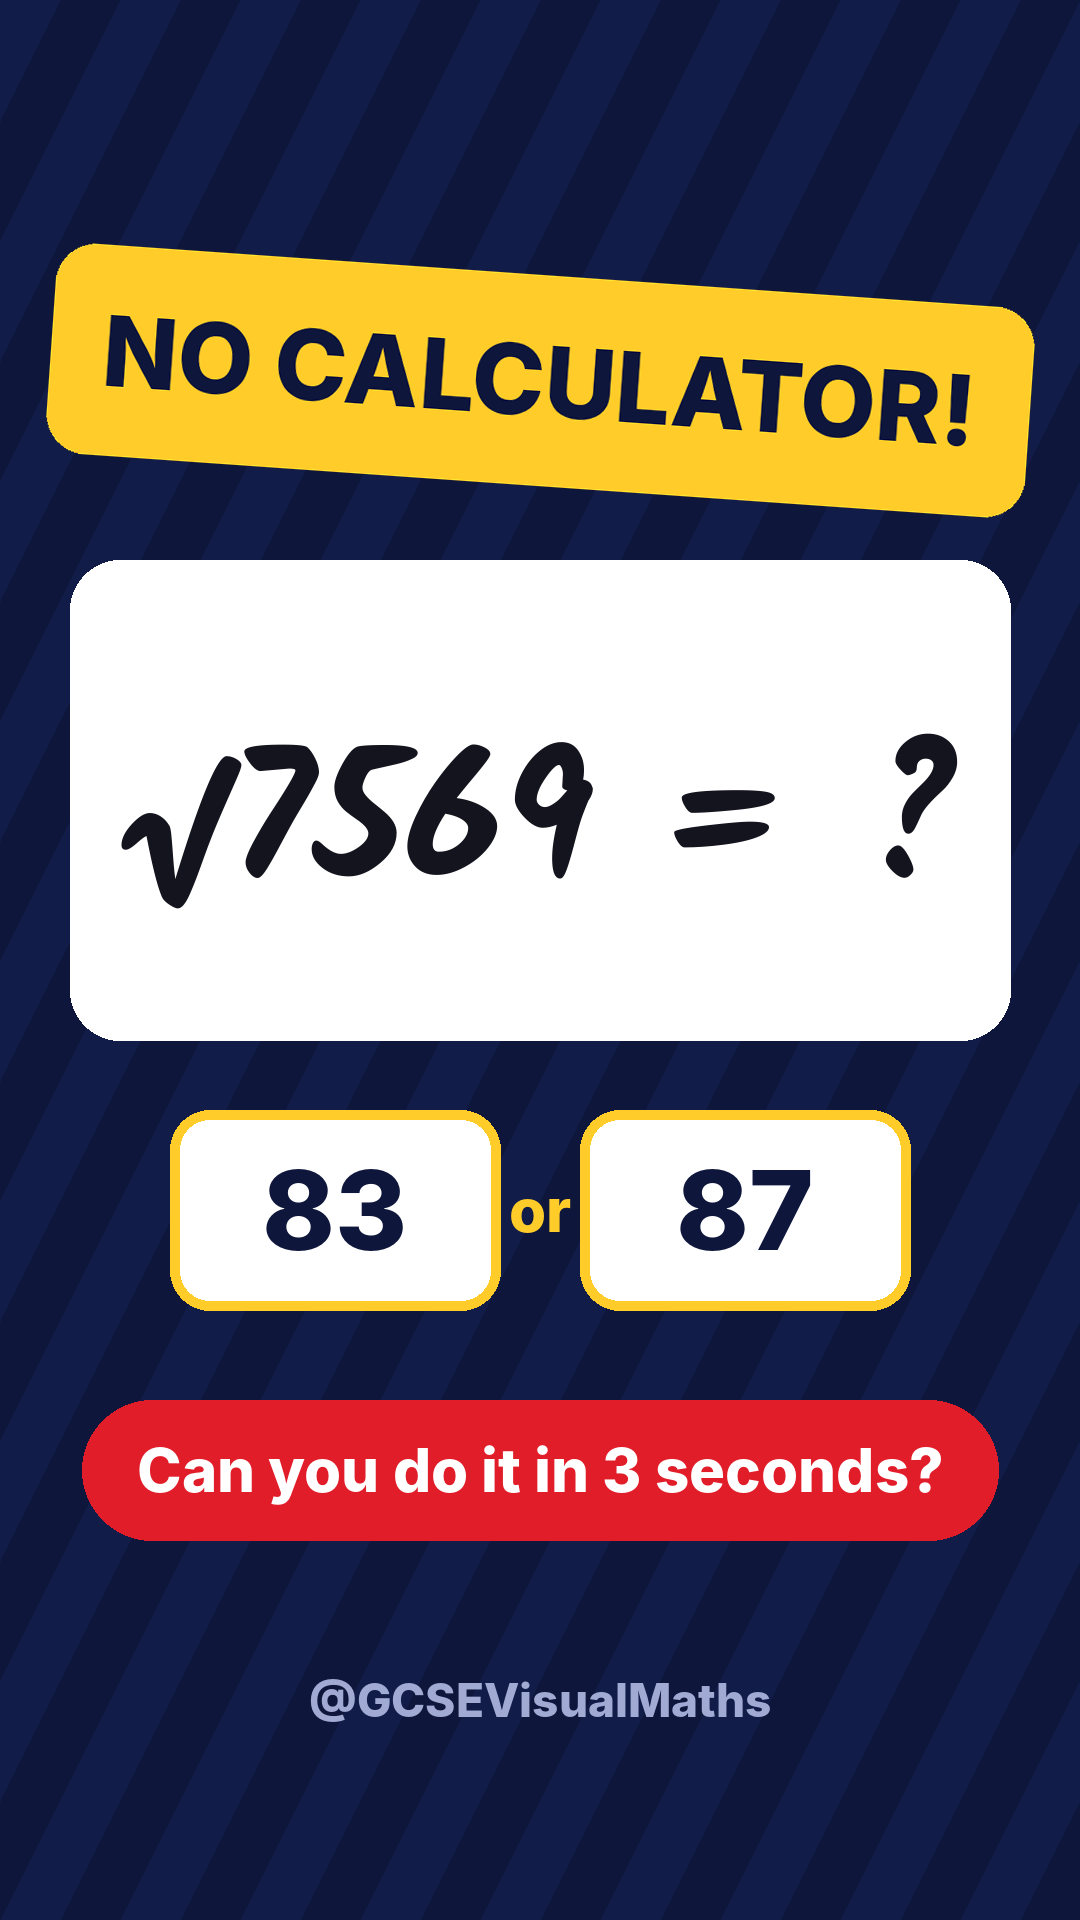 NO CALCULATOR!
√7569 = ?
83 or 87
Can you do it in 3 seconds?
@GCSEVisualMaths